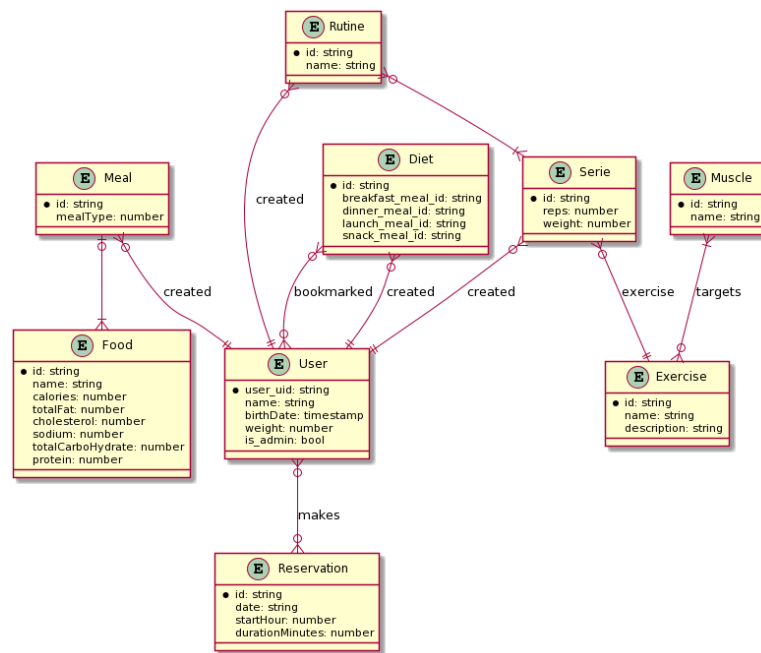 E Rutine
id: string
name: string
E Meal
id: string
mealType: number
E Diet
id: string
breakfast_meal_id: string
dinner_meal_id: string
launch_meal_id: string
snack_meal_id: string
E Serie
id: string
reps: number
weight: number
E Muscle
id: string
name: string
created
created
bookmarked
created
created
exercise
targets
E Food
id: string
name: string
calories: number
totalFat: number
cholesterol: number
sodium: number
totalCarboHydrate: number
protein: number
E User
user_uid: string
name: string
birthDate: timestamp
weight: number
is_admin: bool
E Exercise
id: string
name: string
description: string
makes
E Reservation
id: string
date: string
startHour: number
durationMinutes: number